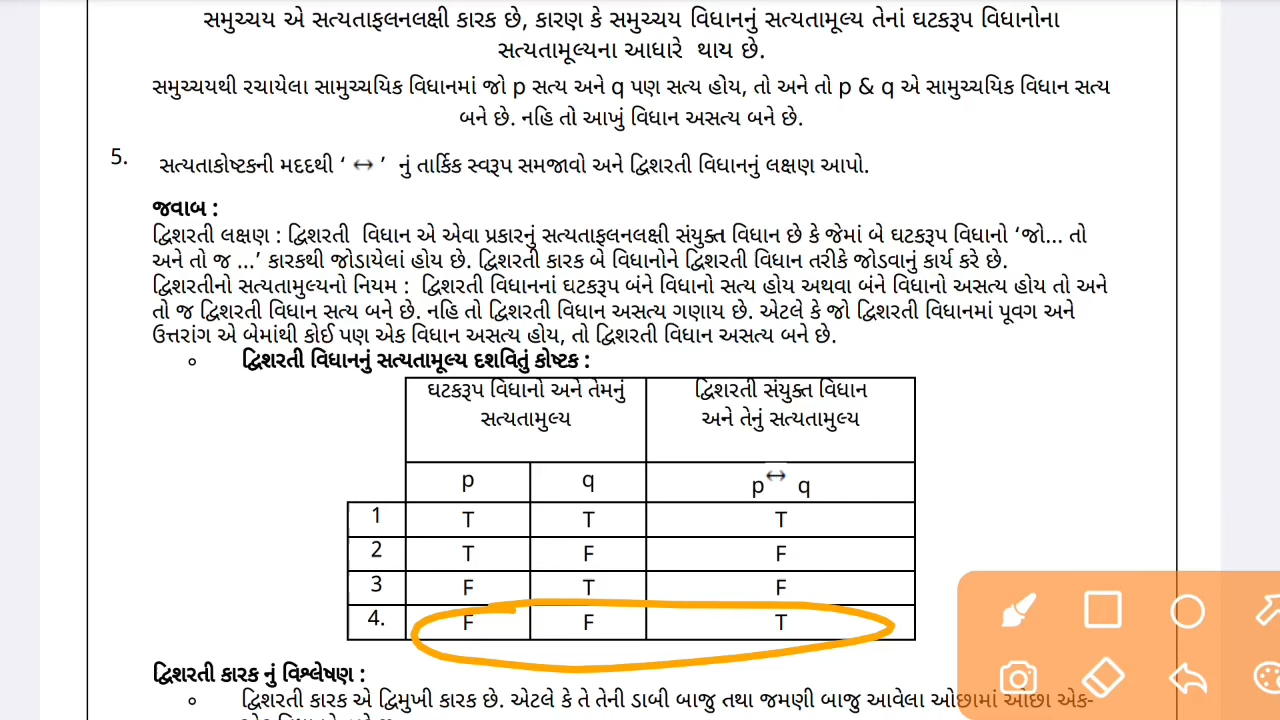 સમુચ્ચય એ સત્યતાફલનલક્ષી કારક છે, કારણ કે સમુચ્ચય વિધાનનું સત્યતામૂલ્ય તેનાં ઘટકરૂપ વિધાનોના
સત્યતામૂલ્યના આધારે થાય છે.
સમુચ્ચયથી રચાયેલા સામુચ્ચયિક વિધાનમાં જો p સત્ય અને q પણ સત્ય હોય, તો અને તો p & q એ સામુચ્ચયિક વિધાન સત્ય
બને છે. નહિ તો આખું વિધાન અસત્ય બને છે.
5. સત્યતાકોષ્ટકની મદદથી ‘ ↔ ’ નું તાર્કિક સ્વરૂપ સમજાવો અને દ્વિશરતી વિધાનનું લક્ષણ આપો.
જવાબ :
દ્વિશરતી લક્ષણ : દ્વિશરતી વિધાન એ એવા પ્રકારનું સત્યતાફલનલક્ષી સંયુક્ત વિધાન છે કે જેમાં બે ઘટકરૂપ વિધાનો ‘જો... તો
અને તો જ ...’ કારકથી જોડાયેલાં હોય છે. દ્વિશરતી કારક બે વિધાનોને દ્વિશરતી વિધાન તરીકે જોડવાનું કાર્ય કરે છે.
દ્વિશરતીનો સત્યતામુલ્યનો નિયમ : દ્વિશરતી વિધાનનાં ઘટકરૂપ બંને વિધાનો સત્ય હોય અથવા બંને વિધાનો અસત્ય હોય તો અને
તો જ દ્વિશરતી વિધાન સત્ય બને છે. નહિ તો દ્વિશરતી વિધાન અસત્ય ગણાય છે. એટલે કે જો દ્વિશરતી વિધાનમાં પૂવગ અને
ઉત્તરાંગ એ બેમાંથી કોઈ પણ એક વિધાન અસત્ય હોય, તો દ્વિશરતી વિધાન અસત્ય બને છે.
દ્વિશરતી વિધાનનું સત્યતામૂલ્ય દશવિતું કોષ્ટક :
ઘટકરૂપ વિધાનો અને તેમનું
સત્યતામુલ્ય
દ્વિશરતી સંયુક્ત વિધાન
અને તેનું સત્યતામુલ્ય
p q p ↔ q
1 T T T
2 T F F
3 F T F
4. F F T
દ્વિશરતી કારક નું વિશ્લેષણ :
દ્વિશરતી કારક એ દ્વિમુખી કારક છે. એટલે કે તે તેની ડાબી બાજુ તથા જમણી બાજુ આવેલા ઓછામાં ઓછા એક-